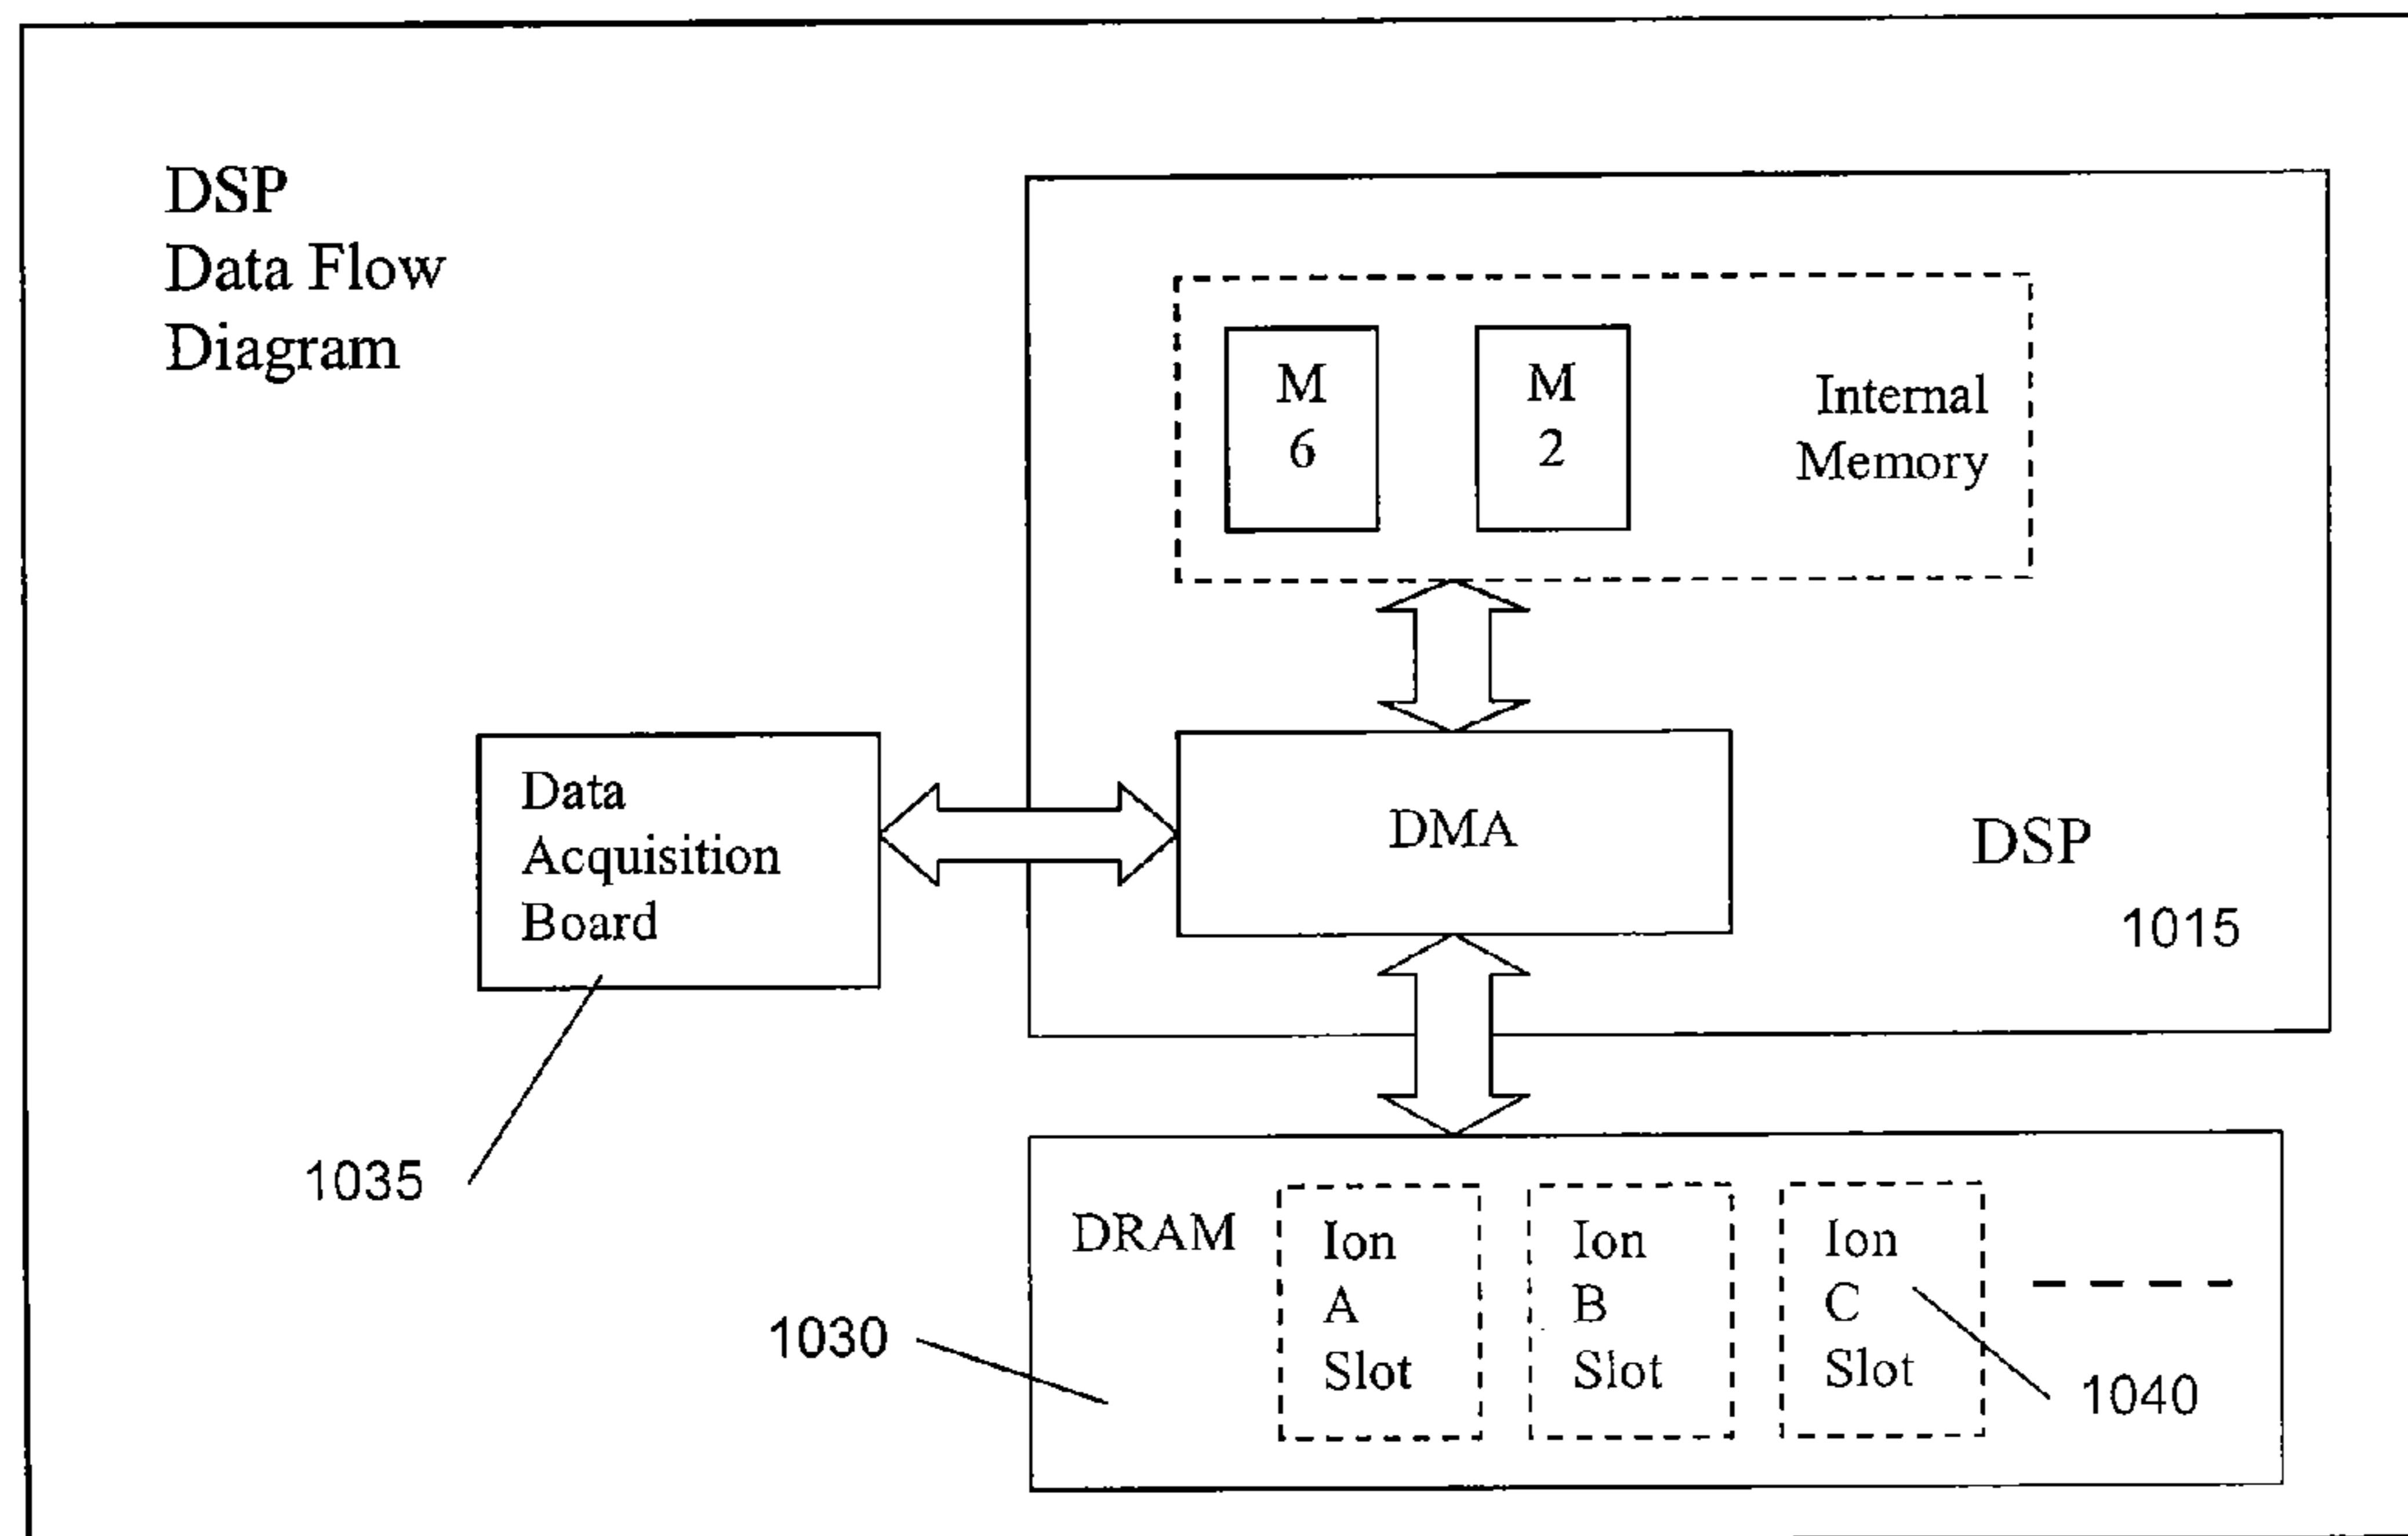 DSP
Data Flow
Diagram
M
6
M
2
Internal
Memory
Data
Acquisition
Board
DMA
DSP
1015
1035
DRAM
Ion
A
Slot
Ion
B
Slot
Ion
C
Slot
1030
1040